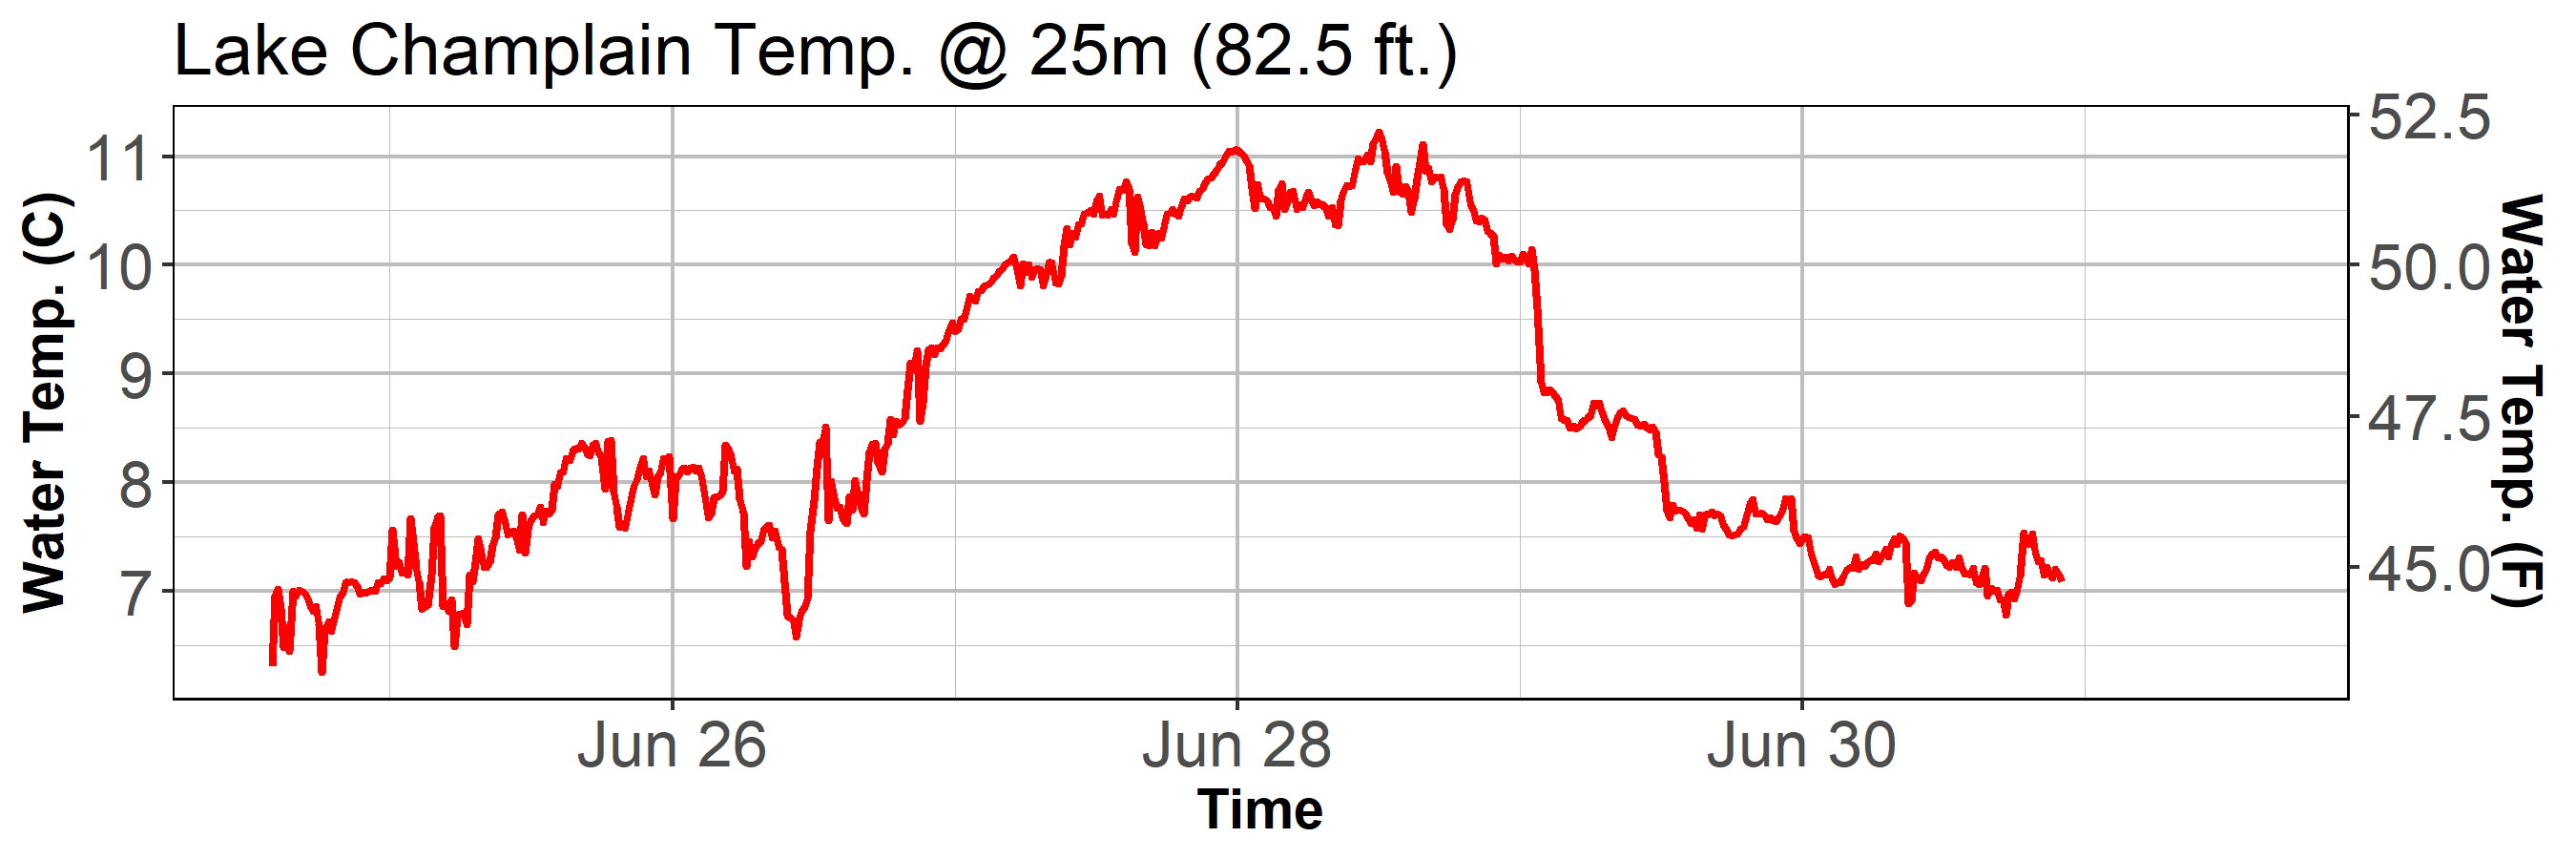 Lake Champlain Temp. @ 25m (82.5 ft.)
Water Temp. (C)
11
10
9
8
7
52.5
50.0
47.5
45.0
Water Temp. (F)
Jun 26
Jun 28
Jun 30
Time